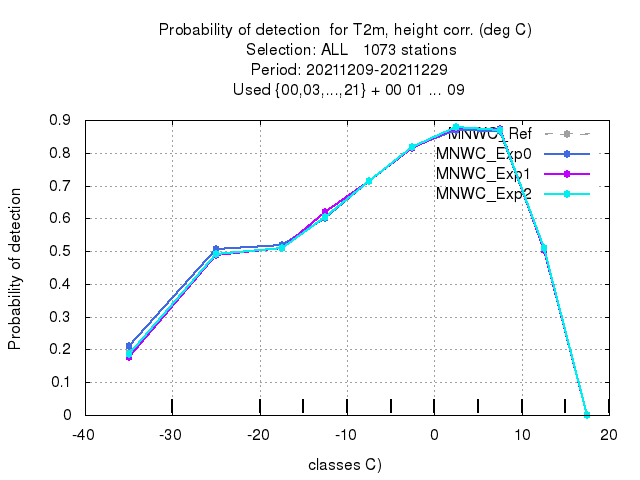 Probability of detection  for T2m, height corr. (deg C)
Selection: ALL   1073 stations
Period: 20211209-20211229
Used {00,03,...,21} + 00 01 ... 09
0.9
0.8
0.7
0.6
0.5
0.4
0.3
0.2
0.1
0
Probability of detection
MNWC_Ref
MNWC_Exp0
MNWC_Exp1
MNWC_Exp2
-40 -30 -20 -10 0 10 20
classes C)